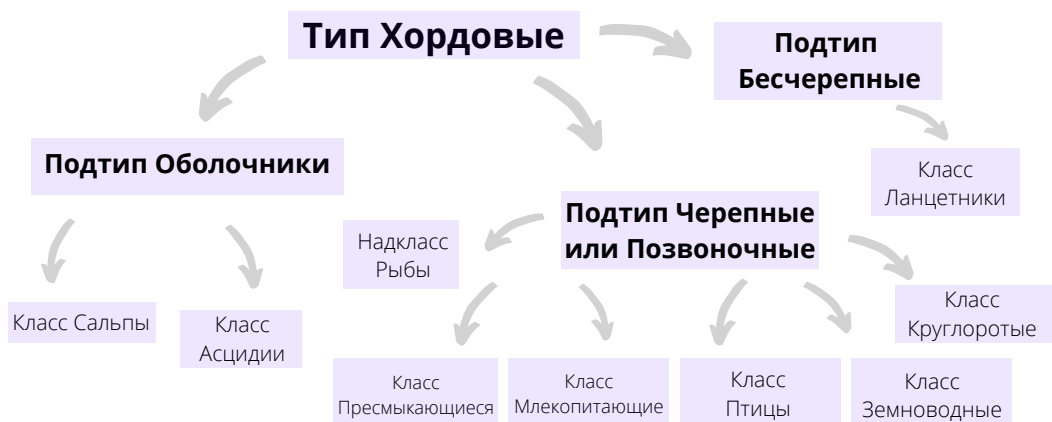 Тип Хордовые
Подтип
Бесчерепные
Подтип Оболочники
Класс
Ланцетники
Подтип Черепные
или Позвоночные
Надкласс
Рыбы
Класс Сальпы
Класс
Асцидии
Класс
Круглоротые
Класс
Пресмыкающиеся
Класс
Млекопитающие
Класс
Птицы
Класс
Земноводные